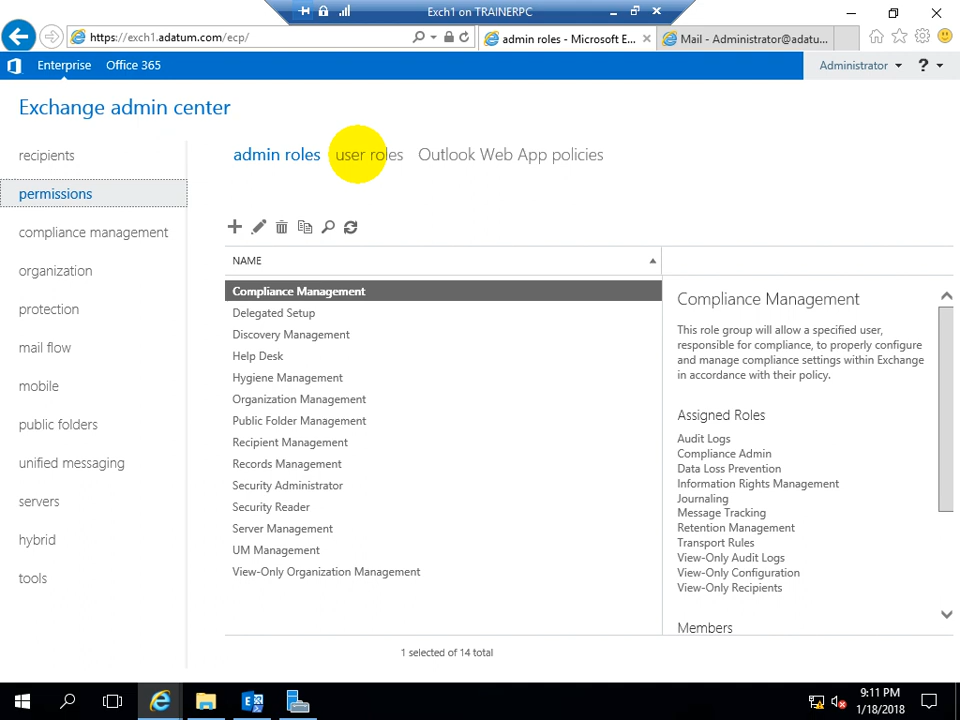 Exch1 on TRAINERPC
https://exch1.adatum.com/ecp/
admin roles - Microsoft E...
Mail - Administrator@adatu...
Enterprise
Office 365
Administrator
?
Exchange admin center
recipients
permissions
compliance management
organization
protection
mail flow
mobile
public folders
unified messaging
servers
hybrid
tools
admin roles
user roles
Outlook Web App policies
NAME
Compliance Management
Delegated Setup
Discovery Management
Help Desk
Hygiene Management
Organization Management
Public Folder Management
Recipient Management
Records Management
Security Administrator
Security Reader
Server Management
UM Management
View-Only Organization Management
1 selected of 14 total
Compliance Management
This role group will allow a specified user,
responsible for compliance, to properly configure
and manage compliance settings within Exchange
in accordance with their policy.
Assigned Roles
Audit Logs
Compliance Admin
Data Loss Prevention
Information Rights Management
Journaling
Message Tracking
Retention Management
Transport Rules
View-Only Audit Logs
View-Only Configuration
View-Only Recipients
Members
9:11 PM
1/18/2018